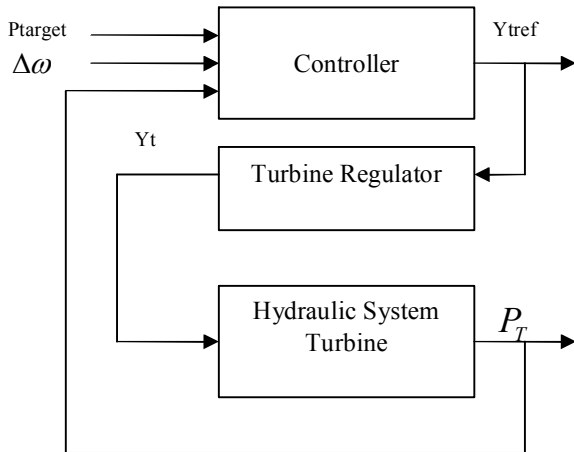 Ptarget
Δω
Controller
Ytref
Yt
Turbine Regulator
Hydraulic System
Turbine
P_T